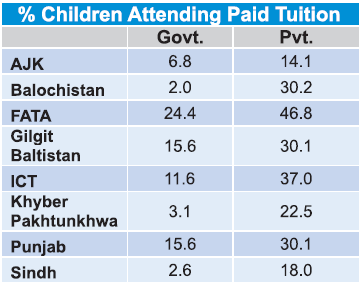 % Children Attending Paid Tuition
Govt. Pvt.
AJK 6.8 14.1
Balochistan 2.0 30.2
FATA 24.4 46.8
Gilgit
Baltistan 15.6 30.1
ICT 11.6 37.0
Khyber
Pakhtunkhwa 3.1 22.5
Punjab 15.6 30.1
Sindh 2.6 18.0